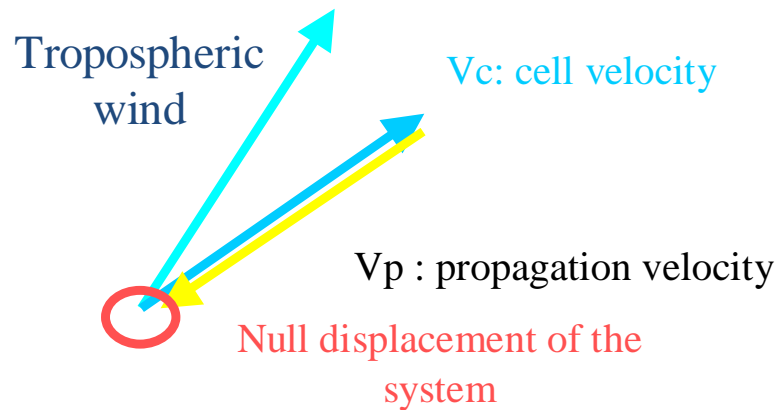 Tropospheric
wind
Vc: cell velocity
Vp : propagation velocity
Null displacement of the
system